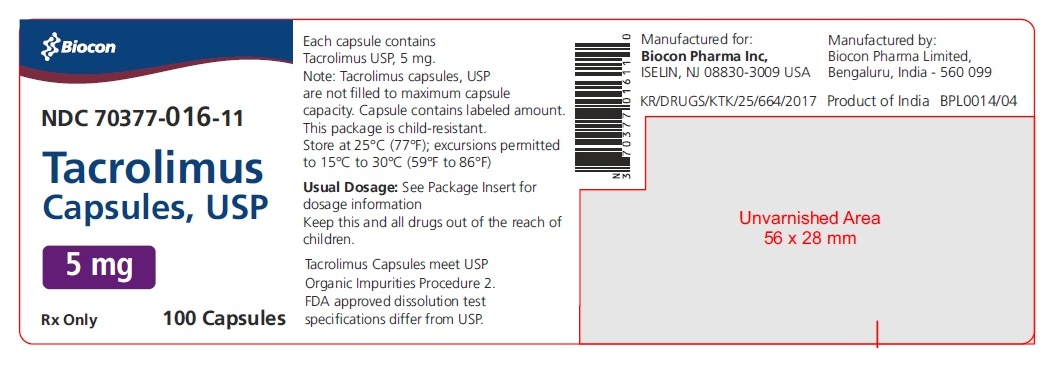 Biocon
NDC 70377-016-11
Tacrolimus
Capsules, USP
5 mg
Rx Only
100 Capsules
Each capsule contains
Tacrolimus USP, 5 mg.
Note: Tacrolimus capsules, USP
are not filled to maximum capsule
capacity. Capsule contains labeled amount.
This package is child-resistant.
Store at 25°C (77°F); excursions permitted
to 15°C to 30°C (59°F to 86°F)
Usual Dosage: See Package Insert for
dosage information
Keep this and all drugs out of the reach of
children.
Tacrolimus Capsules meet USP
Organic Impurities Procedure 2.
FDA approved dissolution test
specifications differ from USP.
N
3 70377 01611 0
Manufactured for:
Biocon Pharma Inc,
ISELIN, NJ 08830-3009 USA
Manufactured by:
Biocon Pharma Limited,
Bengaluru, India - 560 099
KR/DRUGS/KTK/25/664/2017 Product of India BPL0014/04
Unvarnished Area
56 x 28 mm